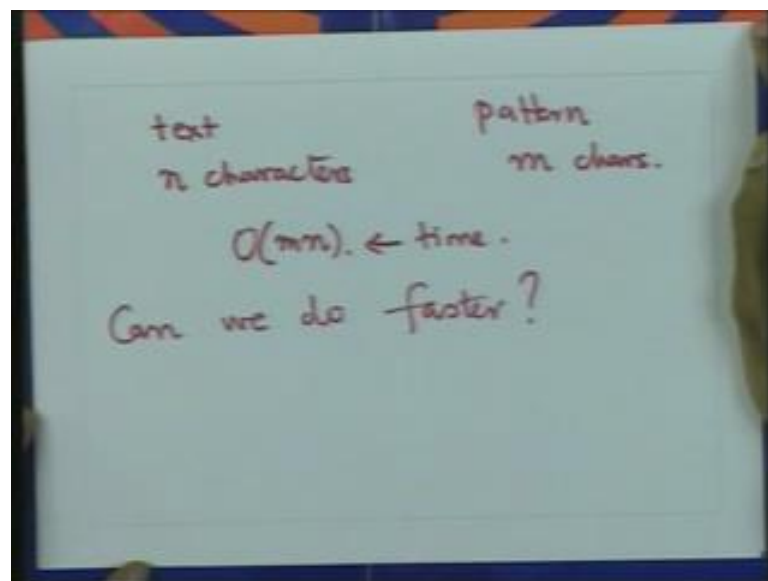 text pattern
n characters m chars.
O(mn). ← time.
Can we do faster?